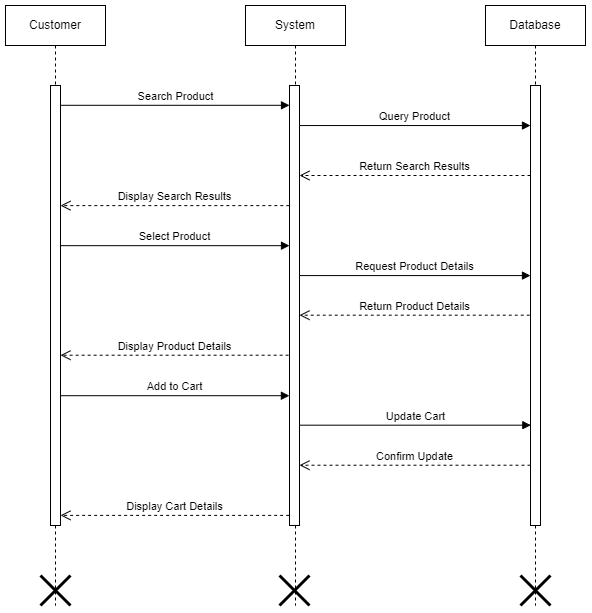 Customer
System
Database
Search Product
Query Product
Return Search Results
Display Search Results
Select Product
Request Product Details
Return Product Details
Display Product Details
Add to Cart
Update Cart
Confirm Update
Display Cart Details